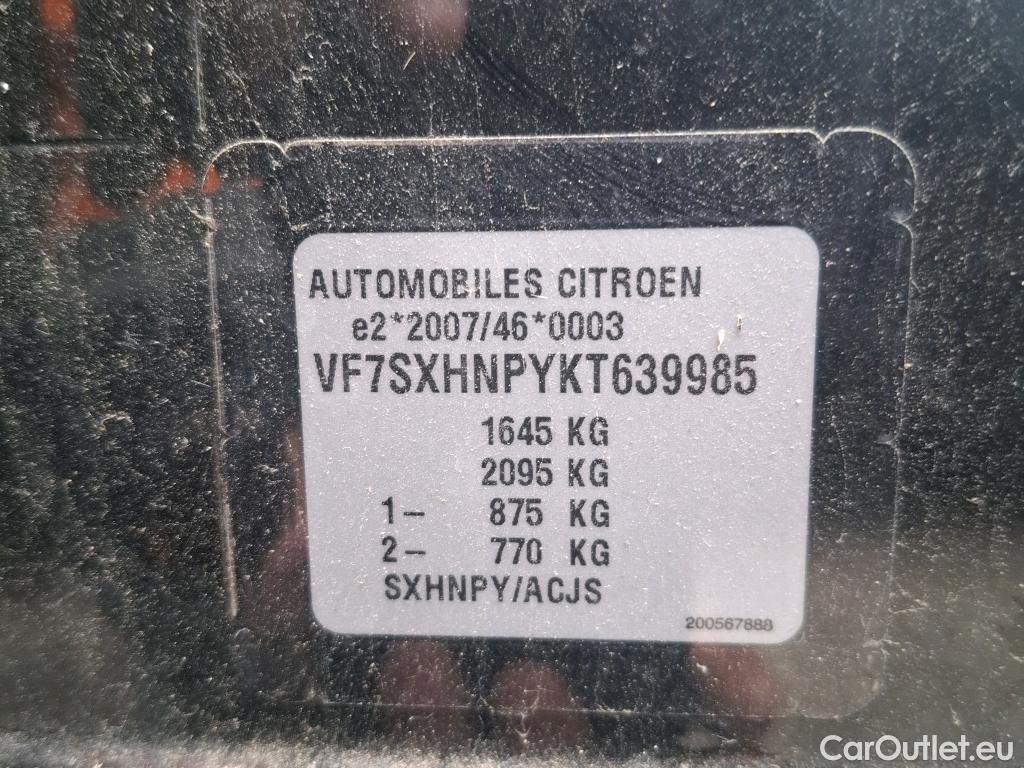 AUTOMOBILES CITROEN
e2*2007/46*0003
VF7SXHNPYKT639985
1645 KG
2095 KG
1- 875 KG
2- 770 KG
SXHNPY/ACJS
200567888
CarOutlet.eu